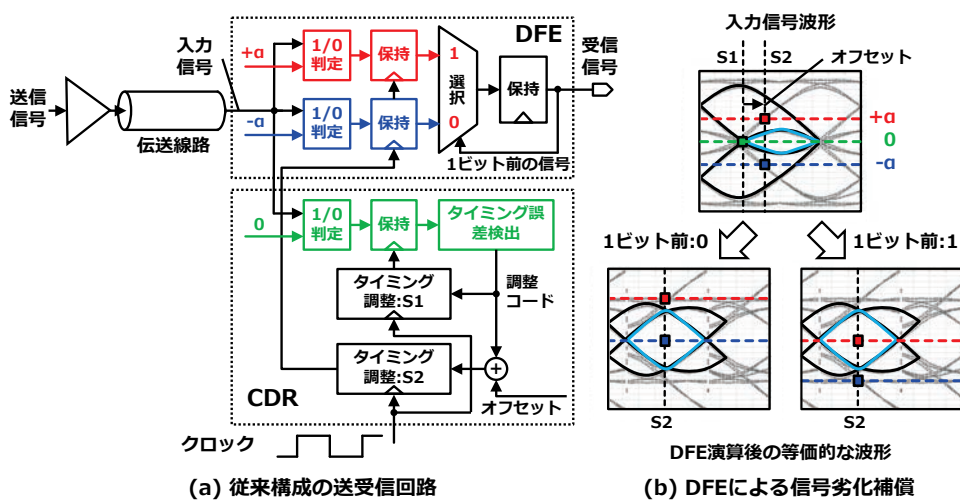 DFE
入力
信号
+α
1/0
判定
保持
1
選択
0
保持
受信
信号
送信
信号
伝送線路
-α
1/0
判定
保持
1ビット前の信号
0
1/0
判定
保持
タイミング誤
差検出
タイミング
調整:S1
調整
コード
タイミング
調整:S2
+
オフセット
CDR
クロック
(a) 従来構成の送受信回路
入力信号波形
S1
S2
オフセット
+α
0
-α
1ビット前:0
1ビット前:1
S2
S2
DFE演算後の等価的な波形
(b) DFEによる信号劣化補償